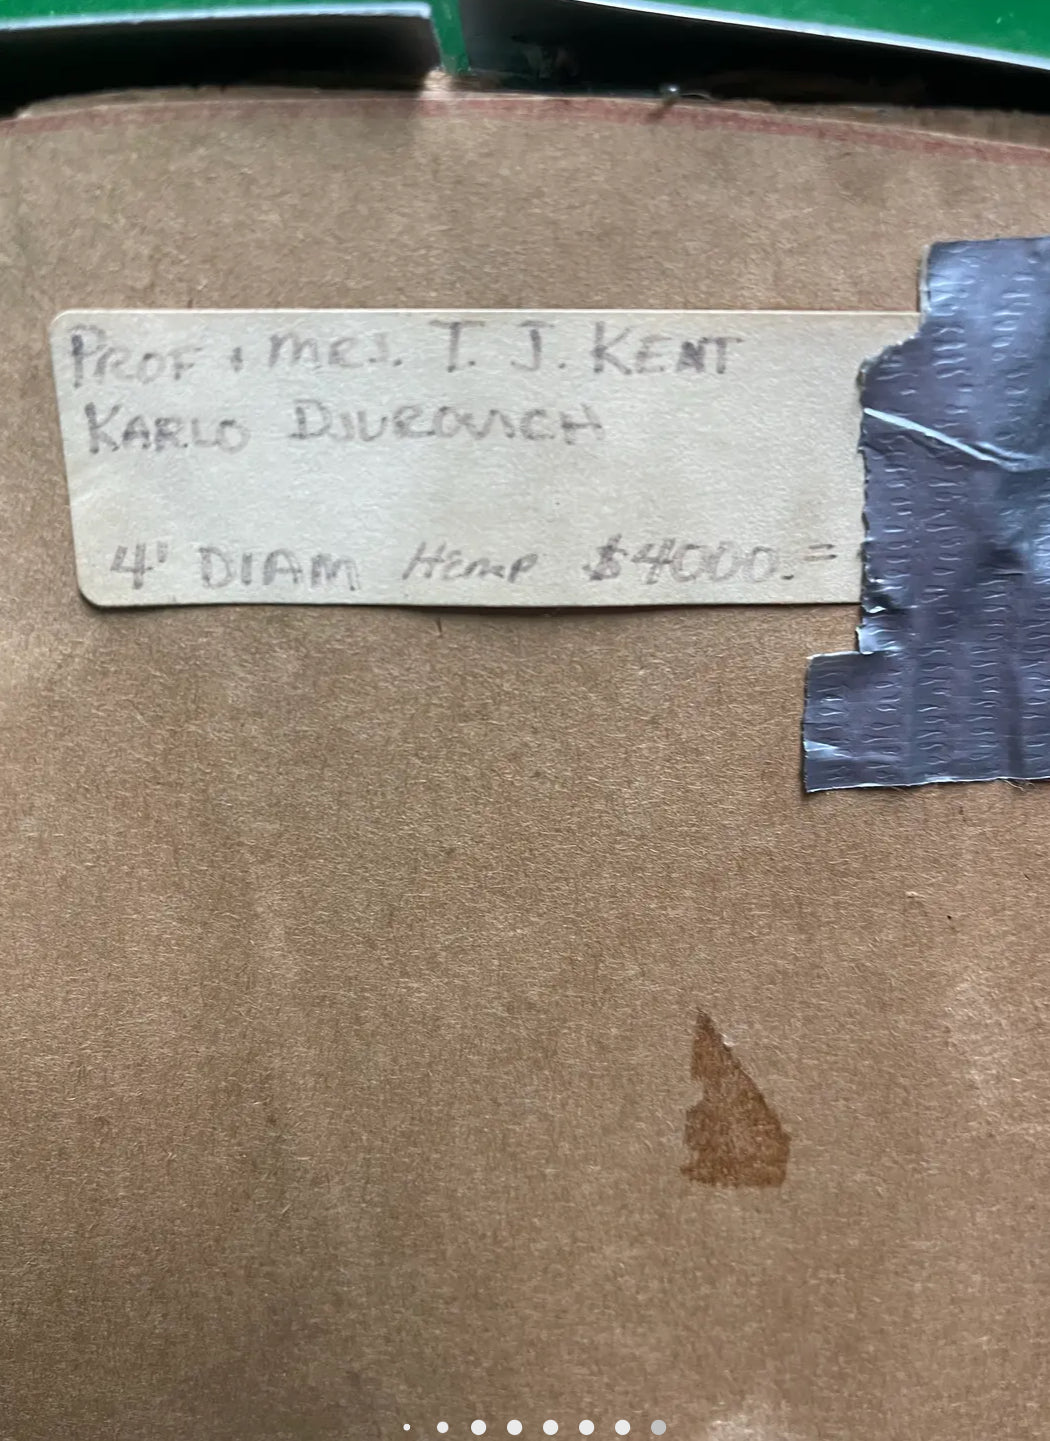 PROF + MRS. T. J. KENT
KARLO DJUROVICH
4' DIAM HEMP $4000.=